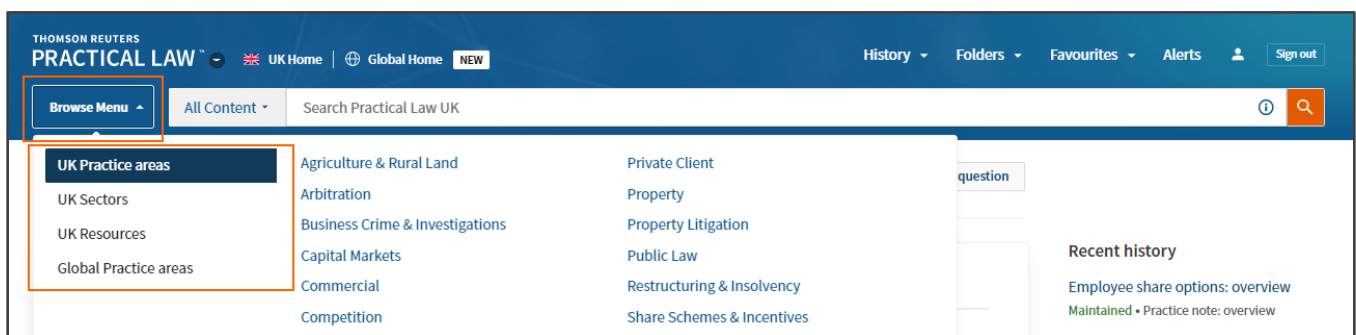 THOMSON REUTERS
PRACTICAL LAW™ UK Home | Global Home NEW History Folders Favourites Alerts Sign out
Browse Menu All Content Search Practical Law UK
UK Practice areas
UK Sectors
UK Resources
Global Practice areas
Agriculture & Rural Land
Arbitration
Business Crime & Investigations
Capital Markets
Commercial
Competition
Private Client
Property
Property Litigation
Public Law
Restructuring & Insolvency
Share Schemes & Incentives
question
Recent history
Employee share options: overview
Maintained • Practice note: overview